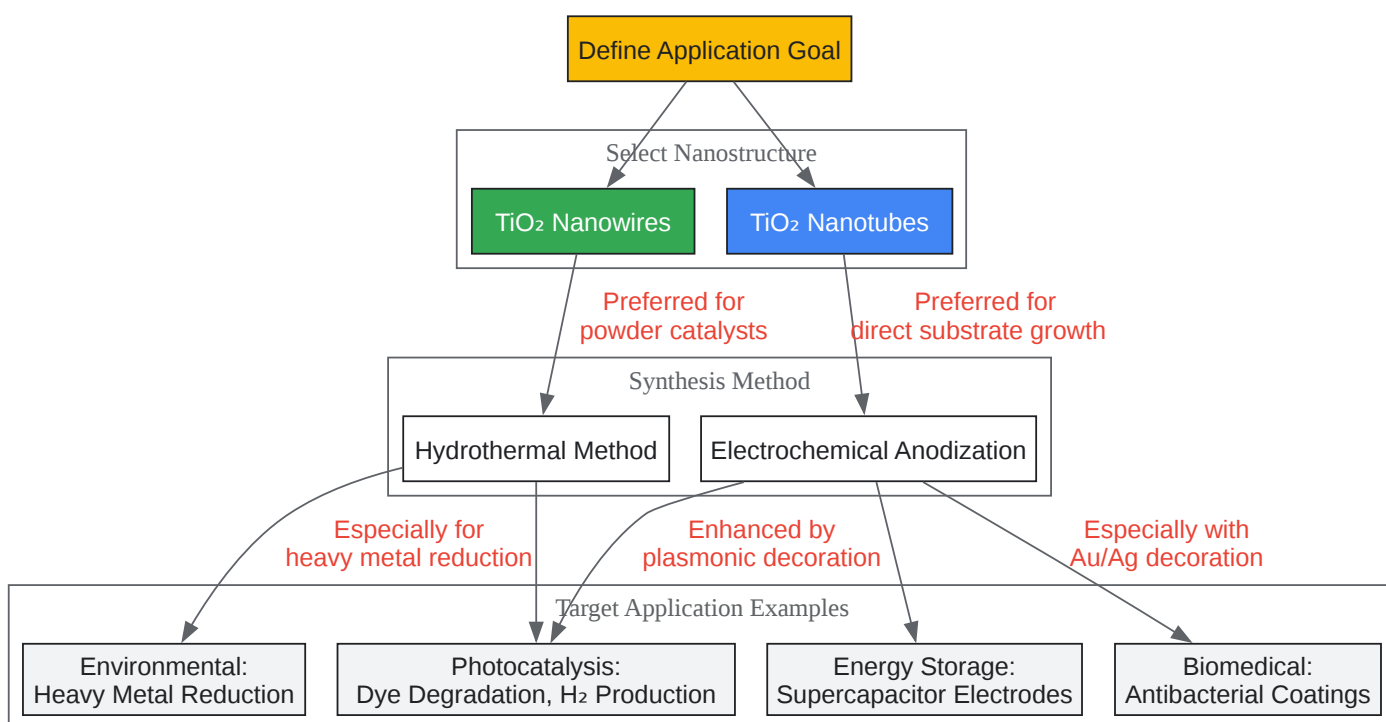 Define Application Goal
Select Nanostructure
TiO₂ Nanowires
TiO₂ Nanotubes
Preferred for
powder catalysts
Preferred for
direct substrate growth
Synthesis Method
Hydrothermal Method
Electrochemical Anodization
Especially for
heavy metal reduction
Enhanced by
plasmonic decoration
Especially with
Au/Ag decoration
Target Application Examples
Environmental:
Heavy Metal Reduction
Photocatalysis:
Dye Degradation, H₂ Production
Energy Storage:
Supercapacitor Electrodes
Biomedical:
Antibacterial Coatings